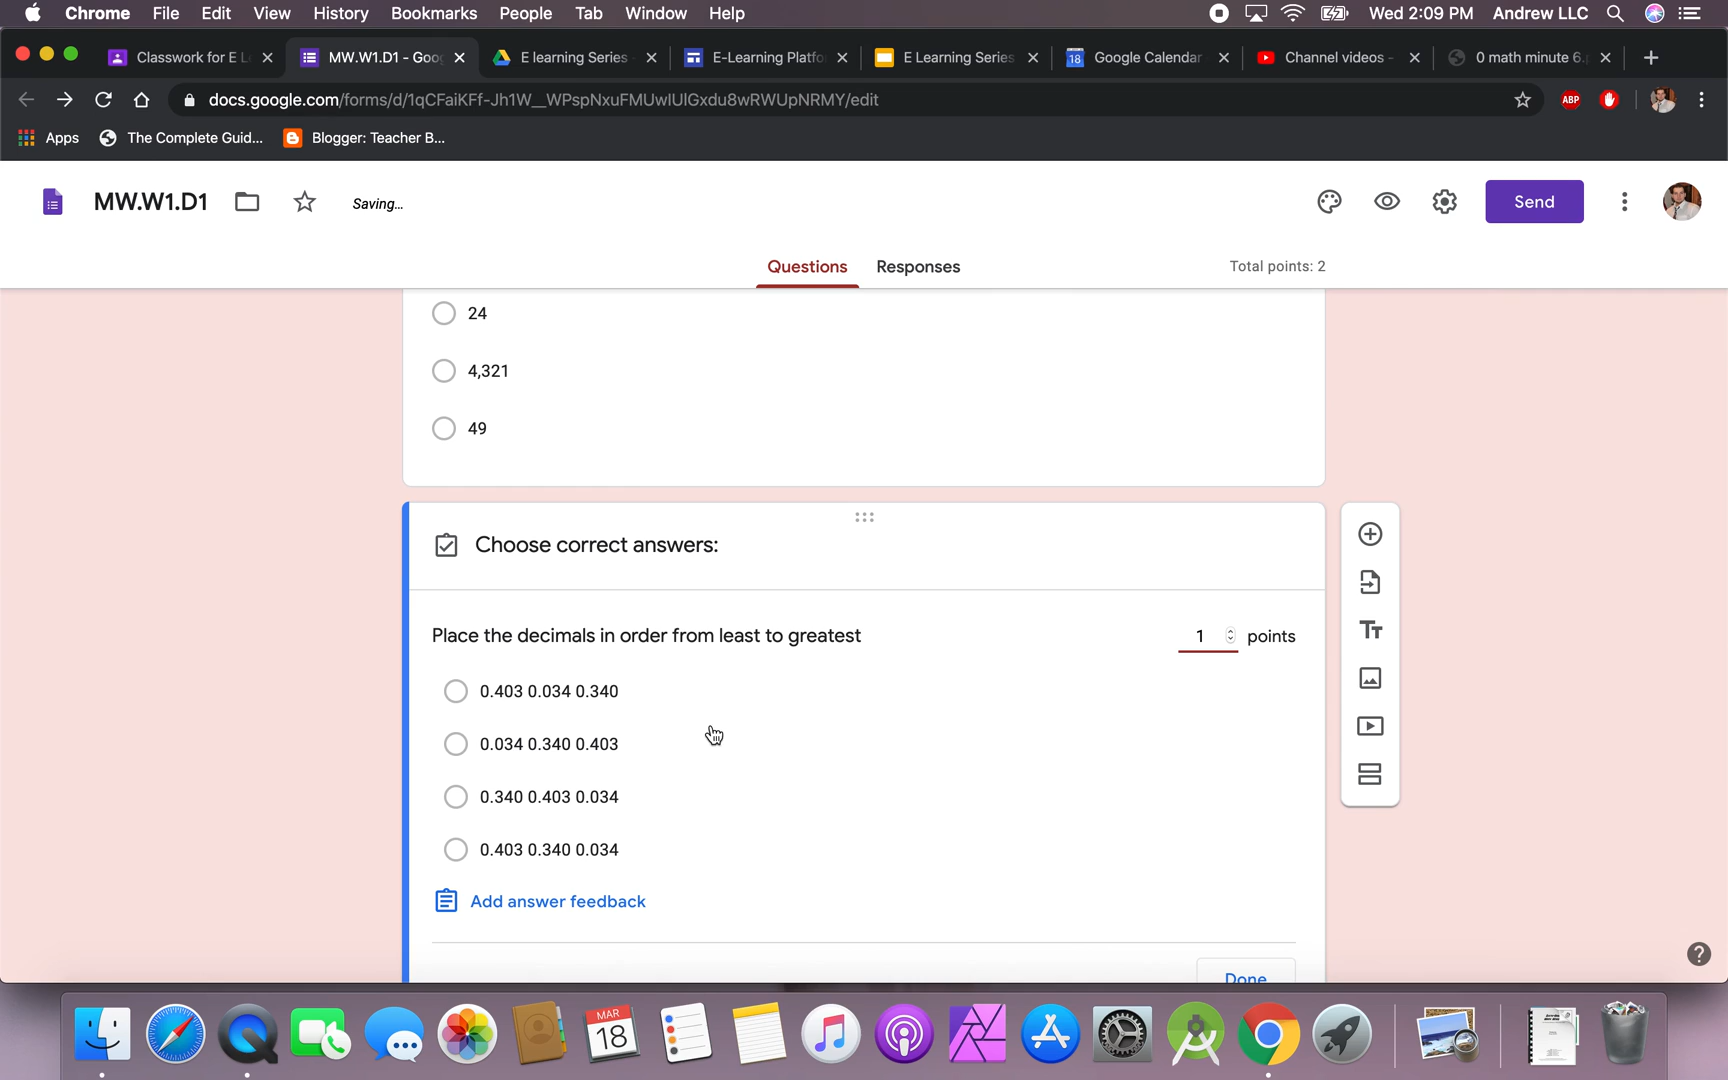 Chrome File Edit View History Bookmarks People Tab Window Help Wed 2:09 PM Andrew LLC
Classwork for E L MW.W1.D1 - Goo E learning Series - E-Learning Platfo E Learning Series 18 Google Calendar Channel videos - 0 math minute 6.p
docs.google.com/forms/d/1qCFaiKFf-Jh1W__WPspNxuFMUwlUlGxdu8wRWUpNRMY/edit ABP
Apps The Complete Guid... Blogger: Teacher B...
MW.W1.D1 Saving... Send
Questions Responses Total points: 2
24
4,321
49
Choose correct answers:
Place the decimals in order from least to greatest 1 points
0.403 0.034 0.340
0.034 0.340 0.403
0.340 0.403 0.034
0.403 0.340 0.034
Add answer feedback
Done
MAR
18